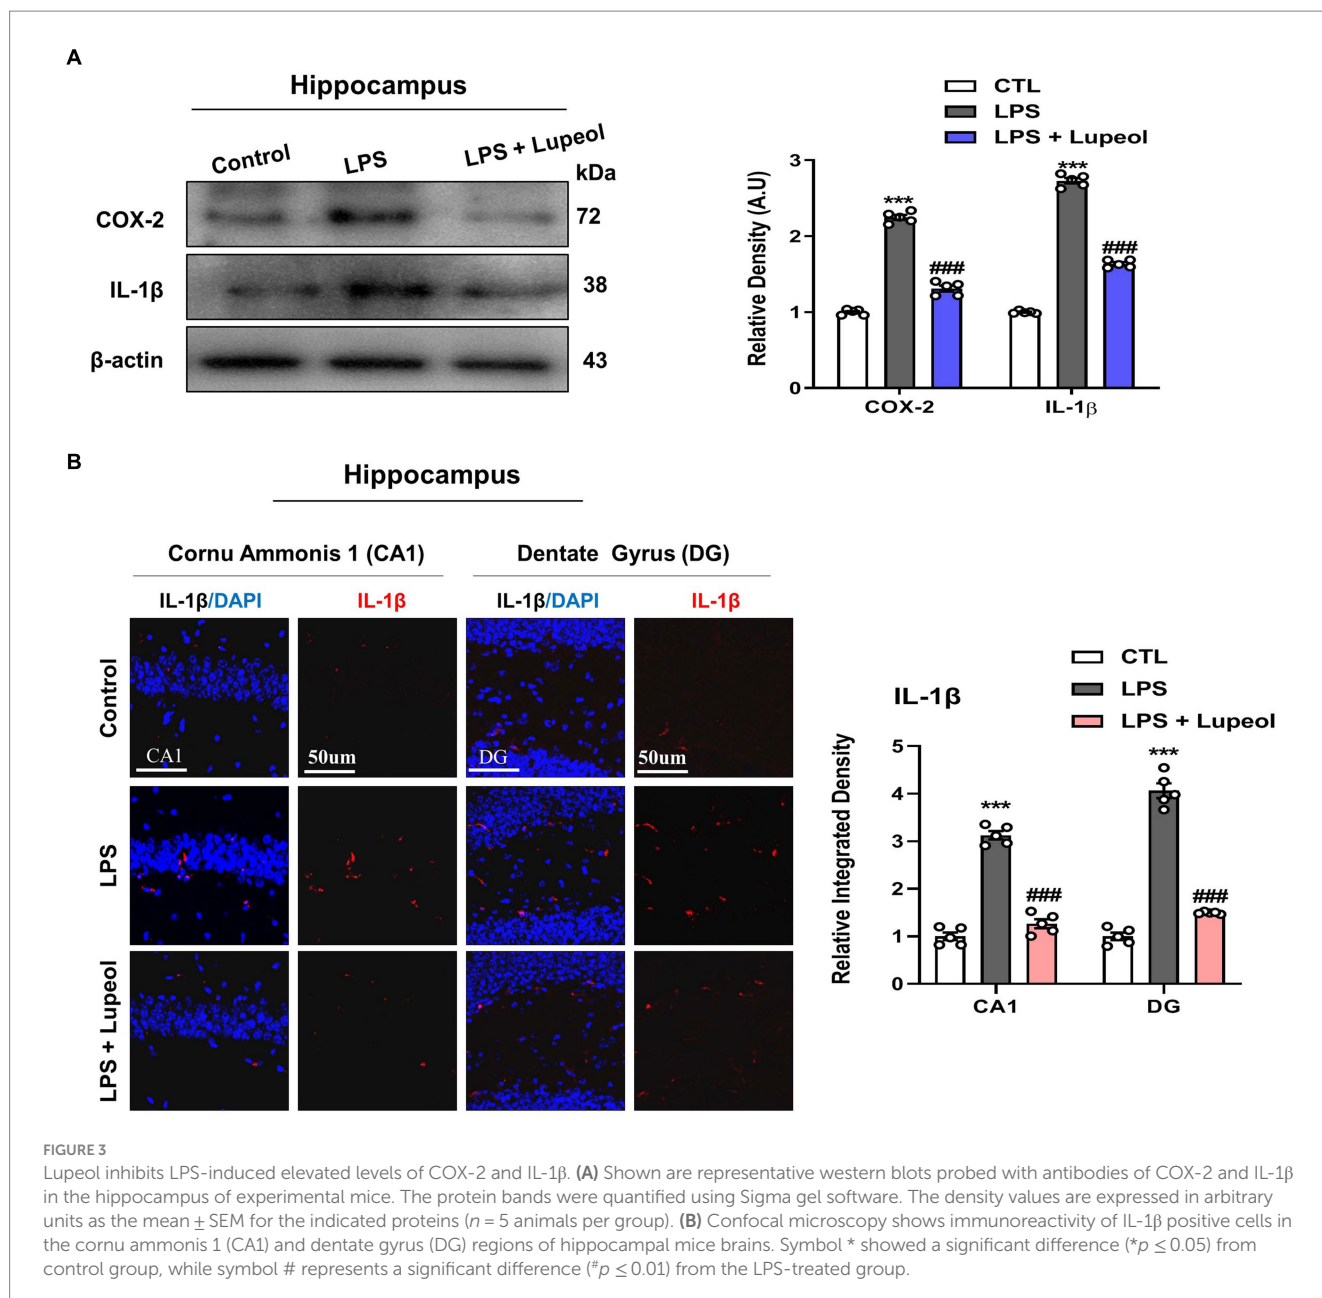 A
Hippocampus
Control LPS LPS + Lupeol
kDa
COX-2 72
IL-1β 38
β-actin 43
CTL
LPS
LPS + Lupeol
Relative Density (A.U)
3
2
1
0
*** ### *** ###
COX-2 IL-1β
B
Hippocampus
Cornu Ammonis 1 (CA1) Dentate Gyrus (DG)
IL-1β/DAPI IL-1β IL-1β/DAPI IL-1β
Control
CA1 50um DG 50um
LPS
LPS + Lupeol
CTL
LPS
LPS + Lupeol
IL-1β
Relative Integrated Density
5
4
3
2
1
0
*** ### *** ###
CA1 DG
FIGURE 3
Lupeol inhibits LPS-induced elevated levels of COX-2 and IL-1β. (A) Shown are representative western blots probed with antibodies of COX-2 and IL-1β
in the hippocampus of experimental mice. The protein bands were quantified using Sigma gel software. The density values are expressed in arbitrary
units as the mean ± SEM for the indicated proteins (n = 5 animals per group). (B) Confocal microscopy shows immunoreactivity of IL-1β positive cells in
the cornu ammonis 1 (CA1) and dentate gyrus (DG) regions of hippocampal mice brains. Symbol * showed a significant difference (*p ≤ 0.05) from
control group, while symbol # represents a significant difference (#p ≤ 0.01) from the LPS-treated group.